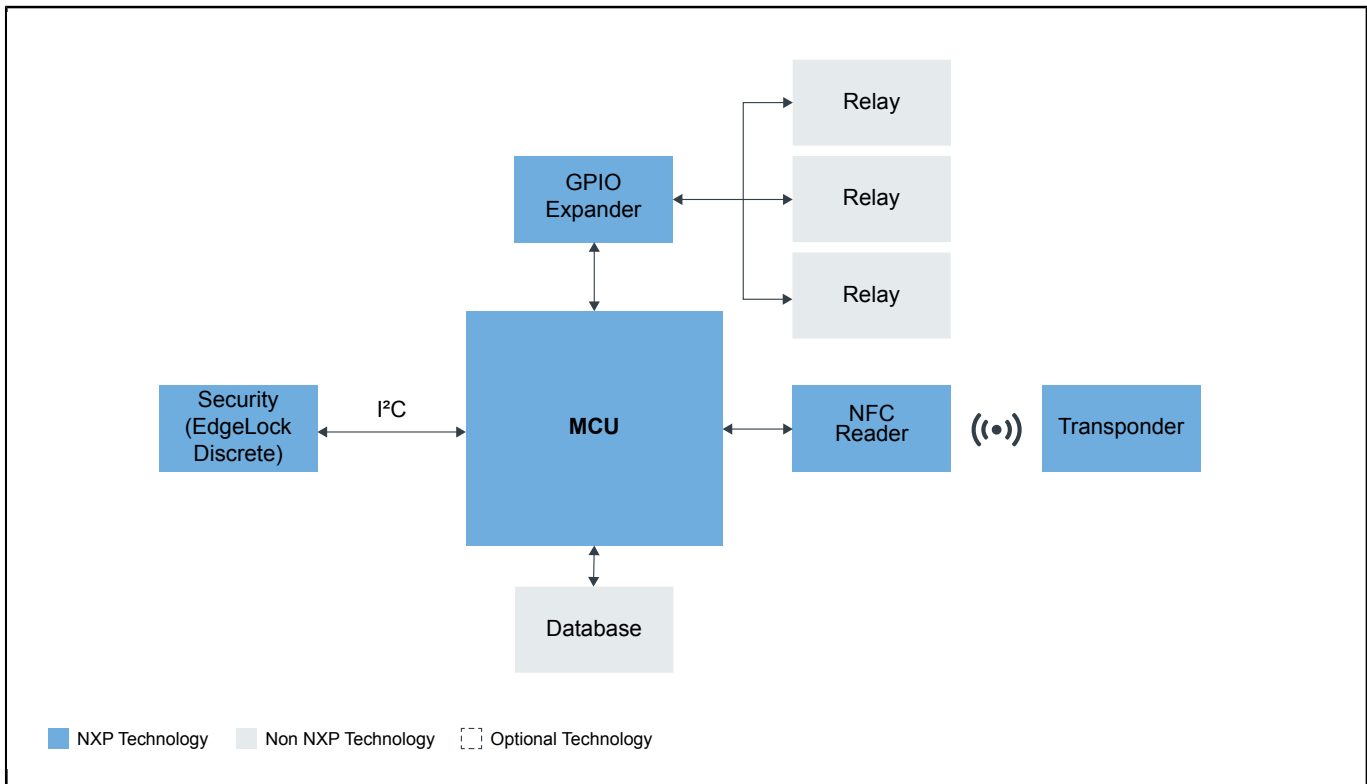 Relay
GPIO
Expander
Relay
Relay
Security
(EdgeLock
Discrete)
I²C
MCU
NFC
Reader
Transponder
Database
NXP Technology
Non NXP Technology
Optional Technology